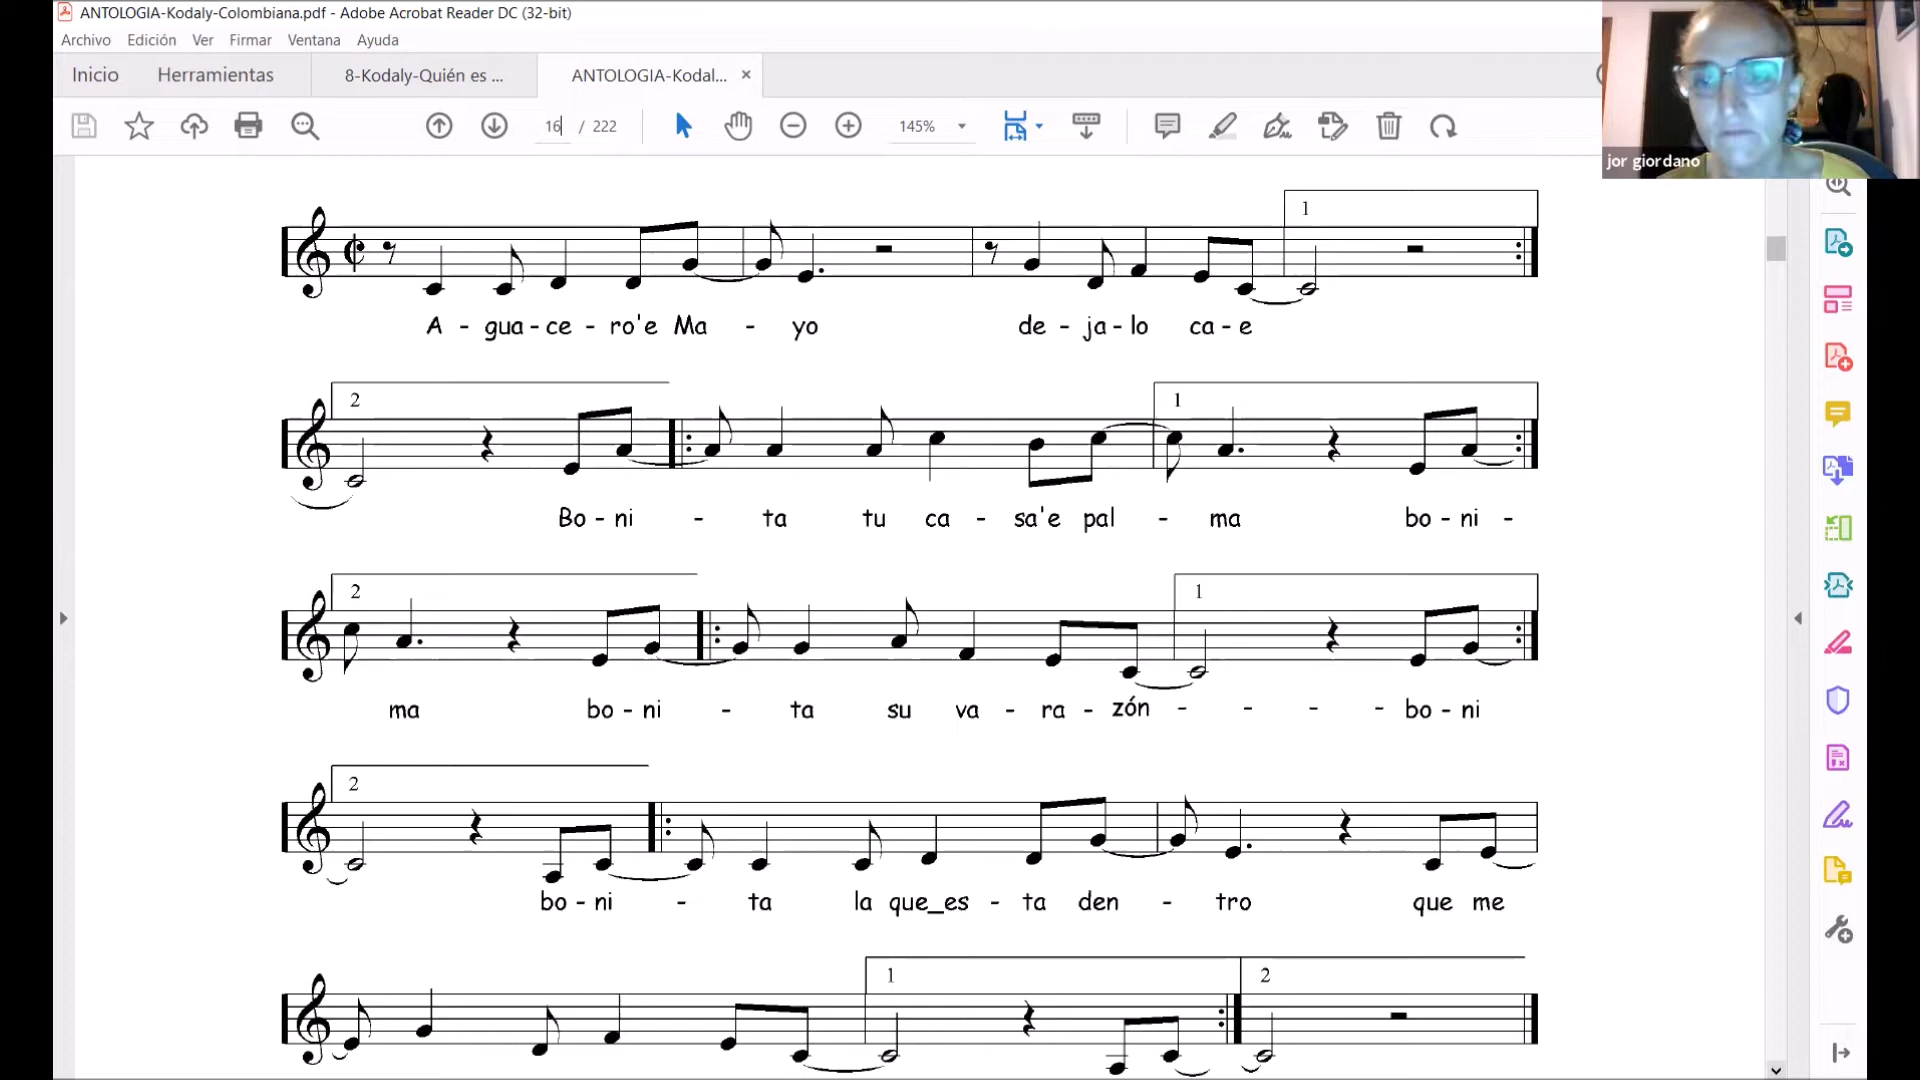 ANTOLOGIA-Kodaly-Colombiana.pdf - Adobe Acrobat Reader DC (32-bit)
Archivo Edición Ver Firmar Ventana Ayuda
Inicio Herramientas 8-Kodaly-Quién es ... ANTOLOGIA-Kodal... ×
16 / 222 145%
jor giordano
1
A - gua - ce - ro'e Ma - yo de - ja - lo ca - e
2 1
Bo - ni - ta tu ca - sa'e pal - ma bo - ni -
2 1
ma bo - ni - ta su va - ra - zón - - - - bo - ni
2
bo - ni - ta la que_es - ta den - tro que me
1 2